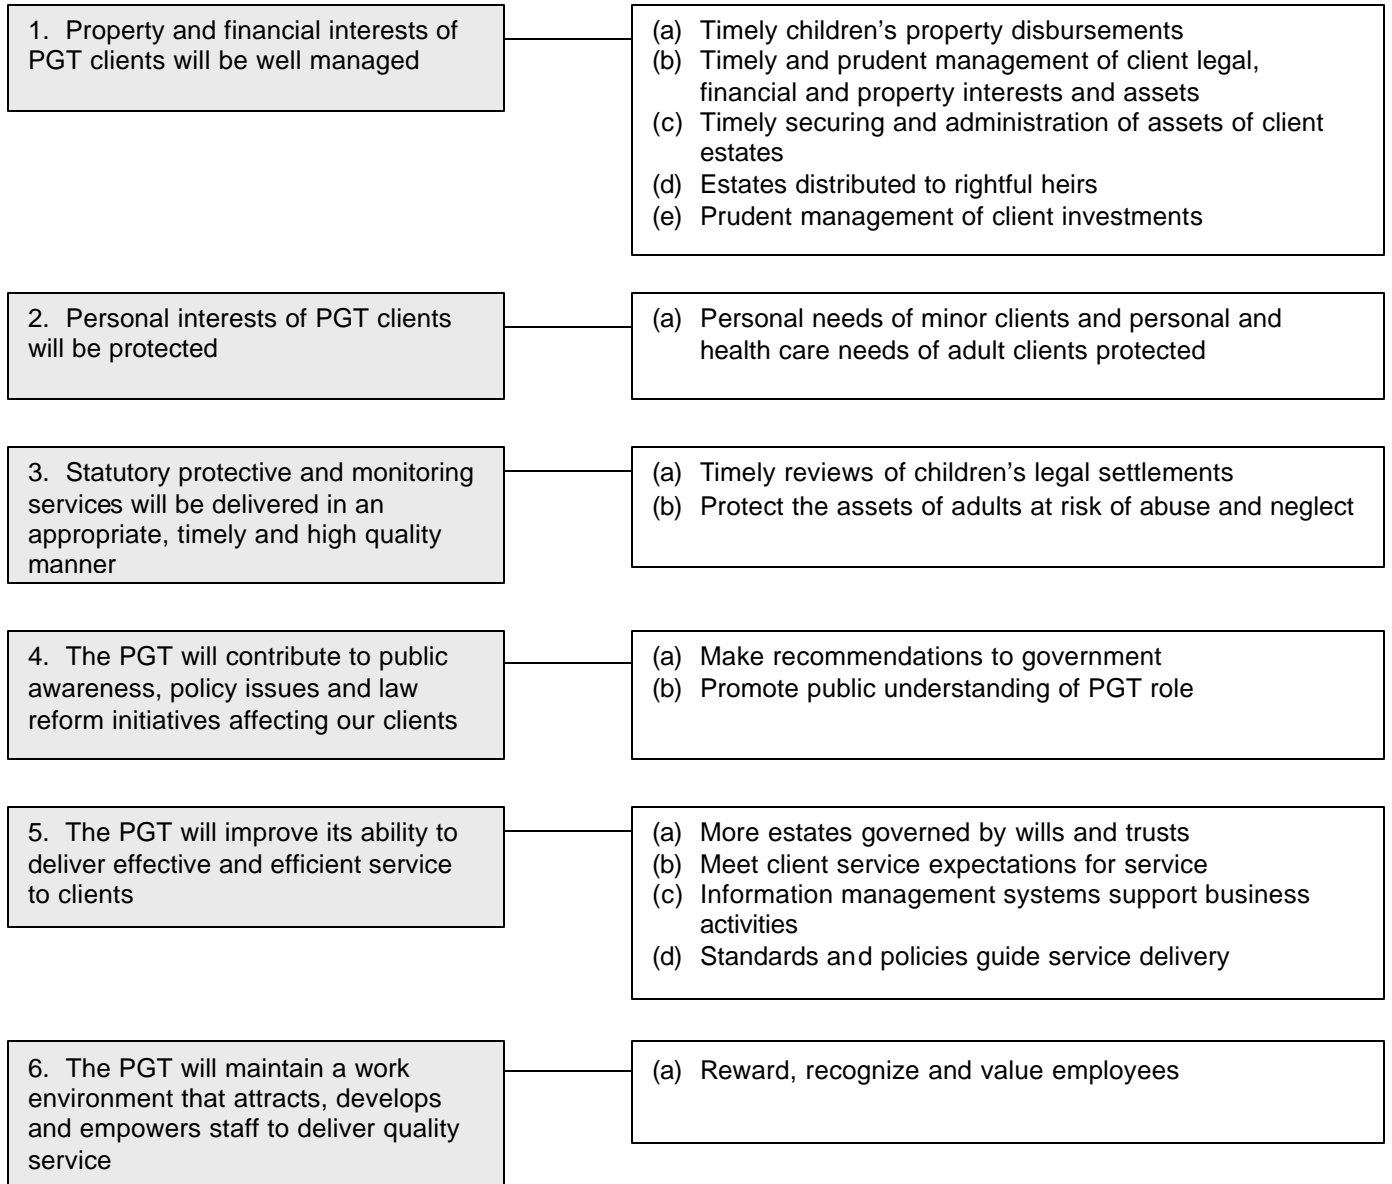 1. Property and financial interests of
PGT clients will be well managed
(a) Timely children's property disbursements
(b) Timely and prudent management of client legal,
financial and property interests and assets
(c) Timely securing and administration of assets of client
estates
(d) Estates distributed to rightful heirs
(e) Prudent management of client investments
2. Personal interests of PGT clients
will be protected
(a) Personal needs of minor clients and personal and
health care needs of adult clients protected
3. Statutory protective and monitoring
services will be delivered in an
appropriate, timely and high quality
manner
(a) Timely reviews of children's legal settlements
(b) Protect the assets of adults at risk of abuse and neglect
4. The PGT will contribute to public
awareness, policy issues and law
reform initiatives affecting our clients
(a) Make recommendations to government
(b) Promote public understanding of PGT role
5. The PGT will improve its ability to
deliver effective and efficient service
to clients
(a) More estates governed by wills and trusts
(b) Meet client service expectations for service
(c) Information management systems support business
activities
(d) Standards and policies guide service delivery
6. The PGT will maintain a work
environment that attracts, develops
and empowers staff to deliver quality
service
(a) Reward, recognize and value employees